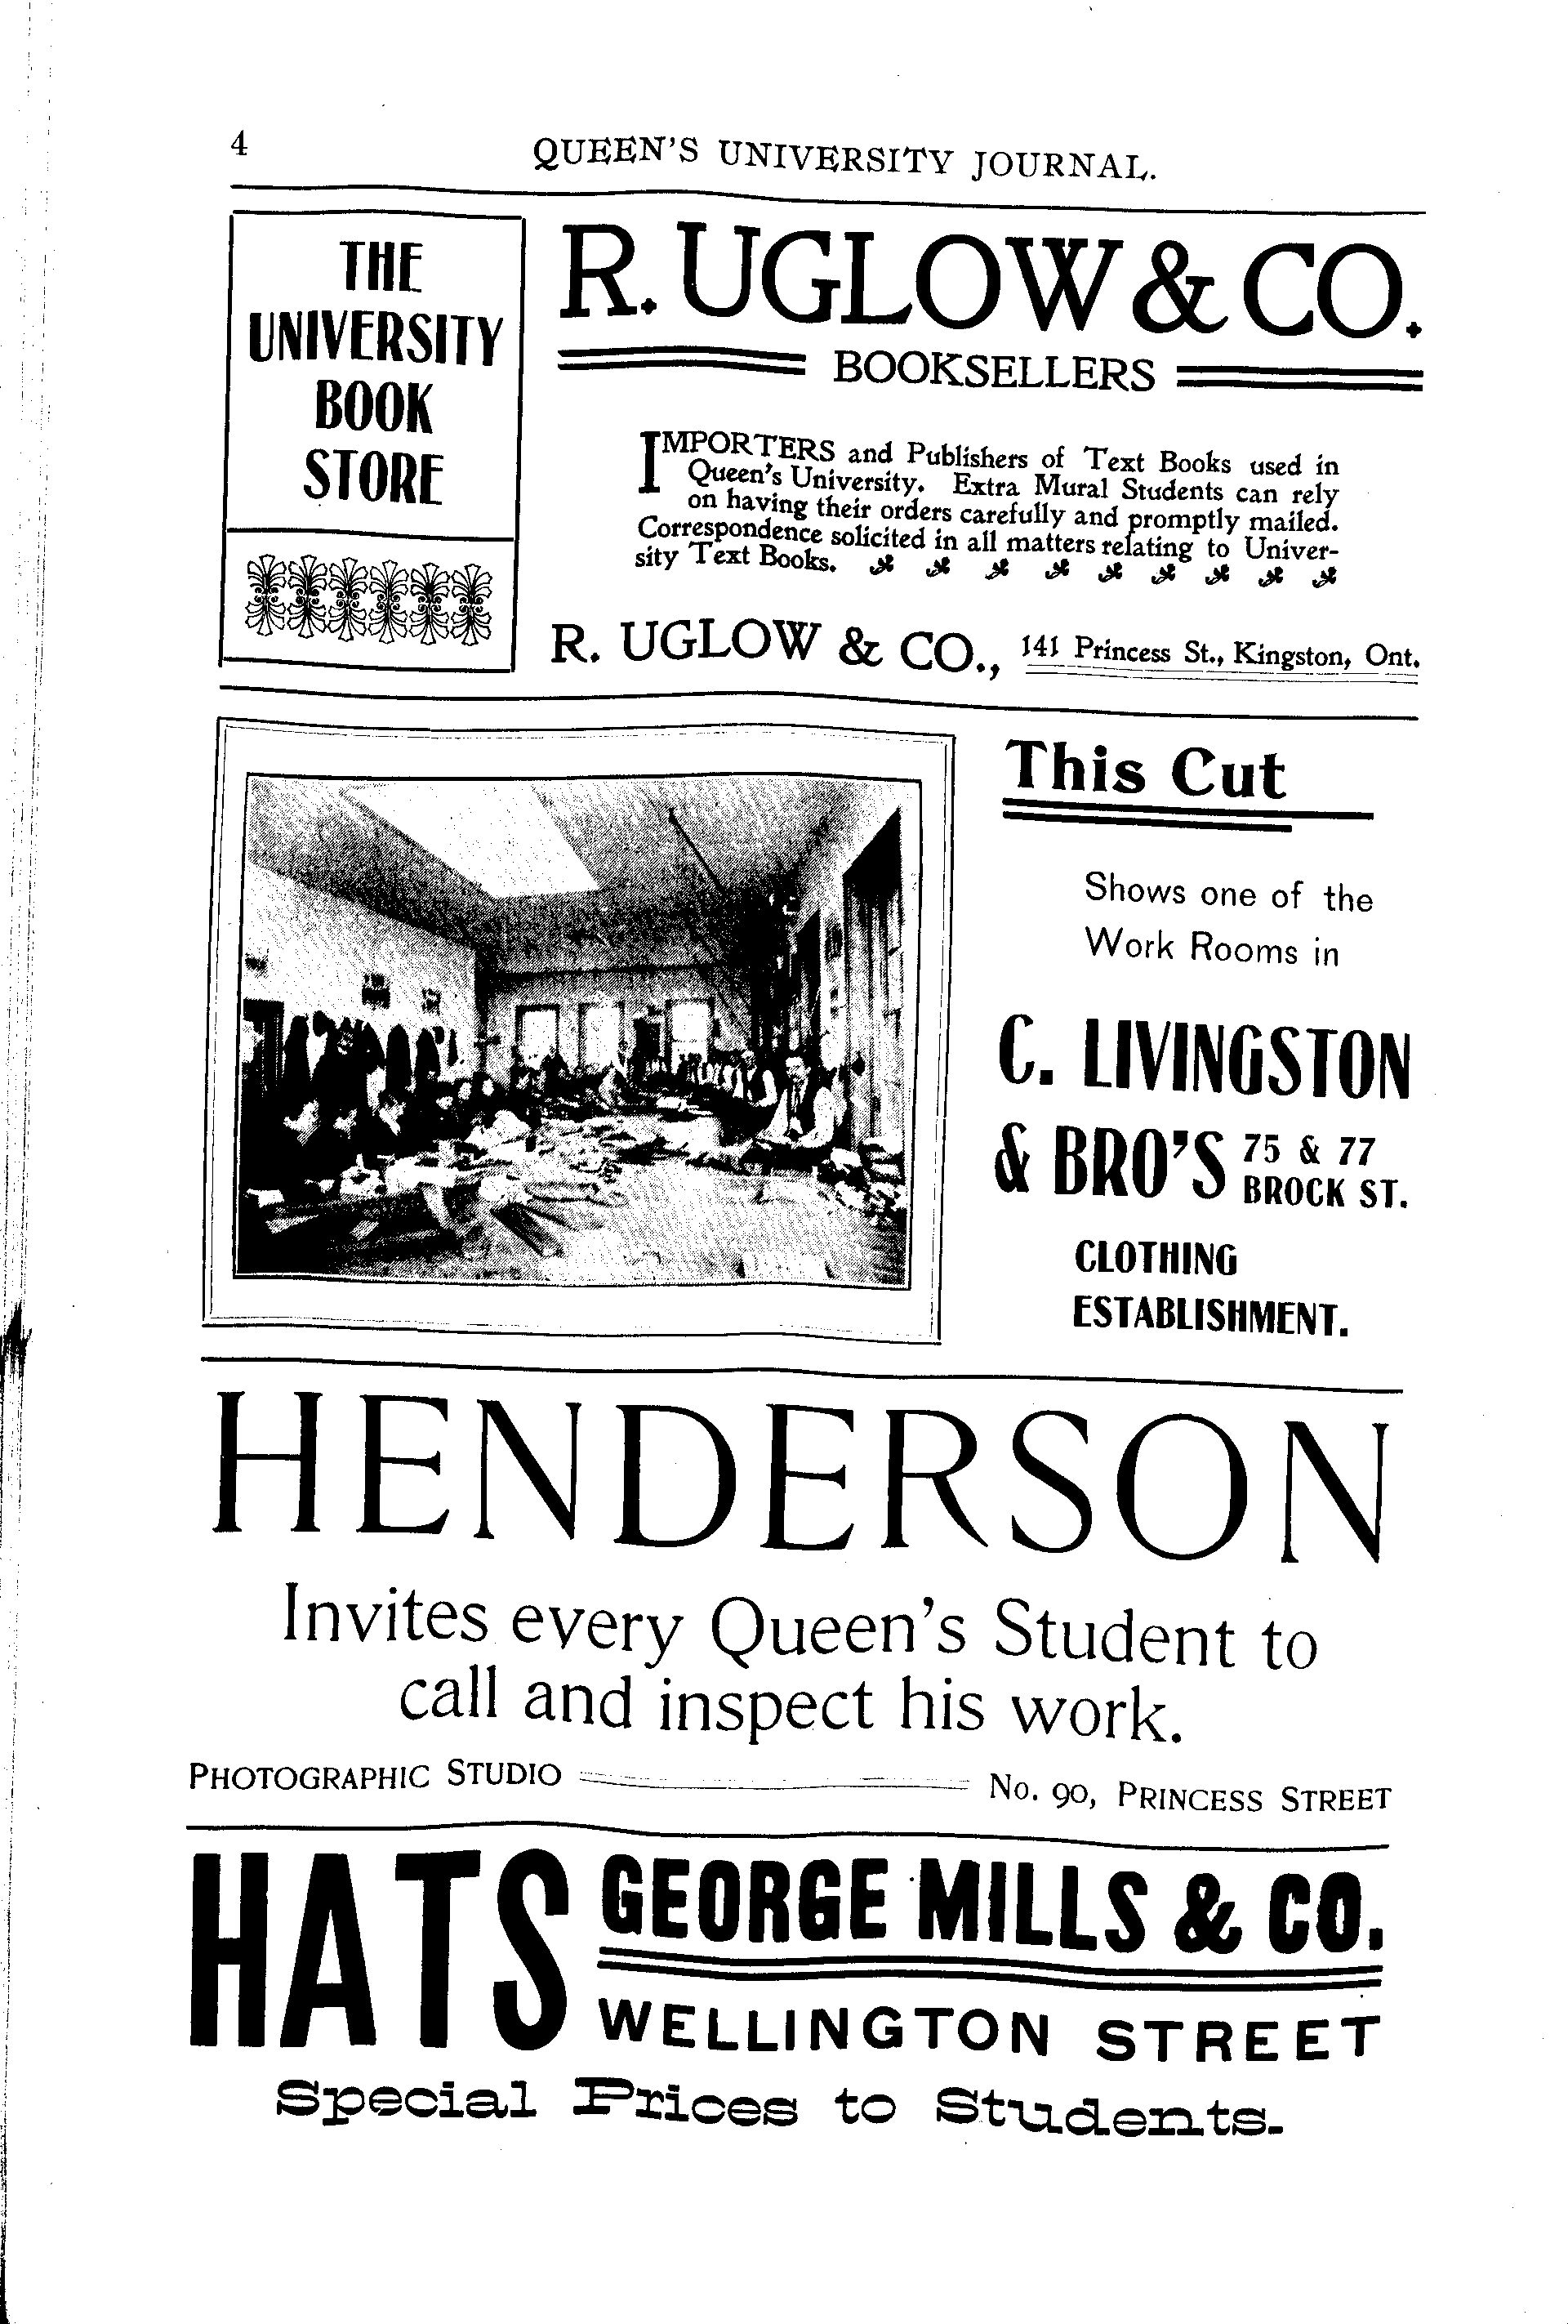 4
QUEEN'S UNIVERSITY JOURNAL.
THE
UNIVERSITY
BOOK
STORE
R. UGLOW & CO.
BOOKSELLERS
IMPORTERS and Publishers of Text Books used in
Queen's University. Extra Mural Students can rely
on having their orders carefully and promptly mailed.
Correspondence solicited in all matters relating to Univer-
sity Text Books.
R. UGLOW & CO., 141 Princess St., Kingston, Ont.
This Cut
Shows one of the
Work Rooms in
C. LIVINGSTON
& BRO'S 75 & 77
BROCK ST.
CLOTHING
ESTABLISHMENT.
HENDERSON
Invites every Queen's Student to
call and inspect his work.
PHOTOGRAPHIC STUDIO No. 90, PRINCESS STREET
HATS GEORGE MILLS & CO.
WELLINGTON STREET
Special Prices to Students.